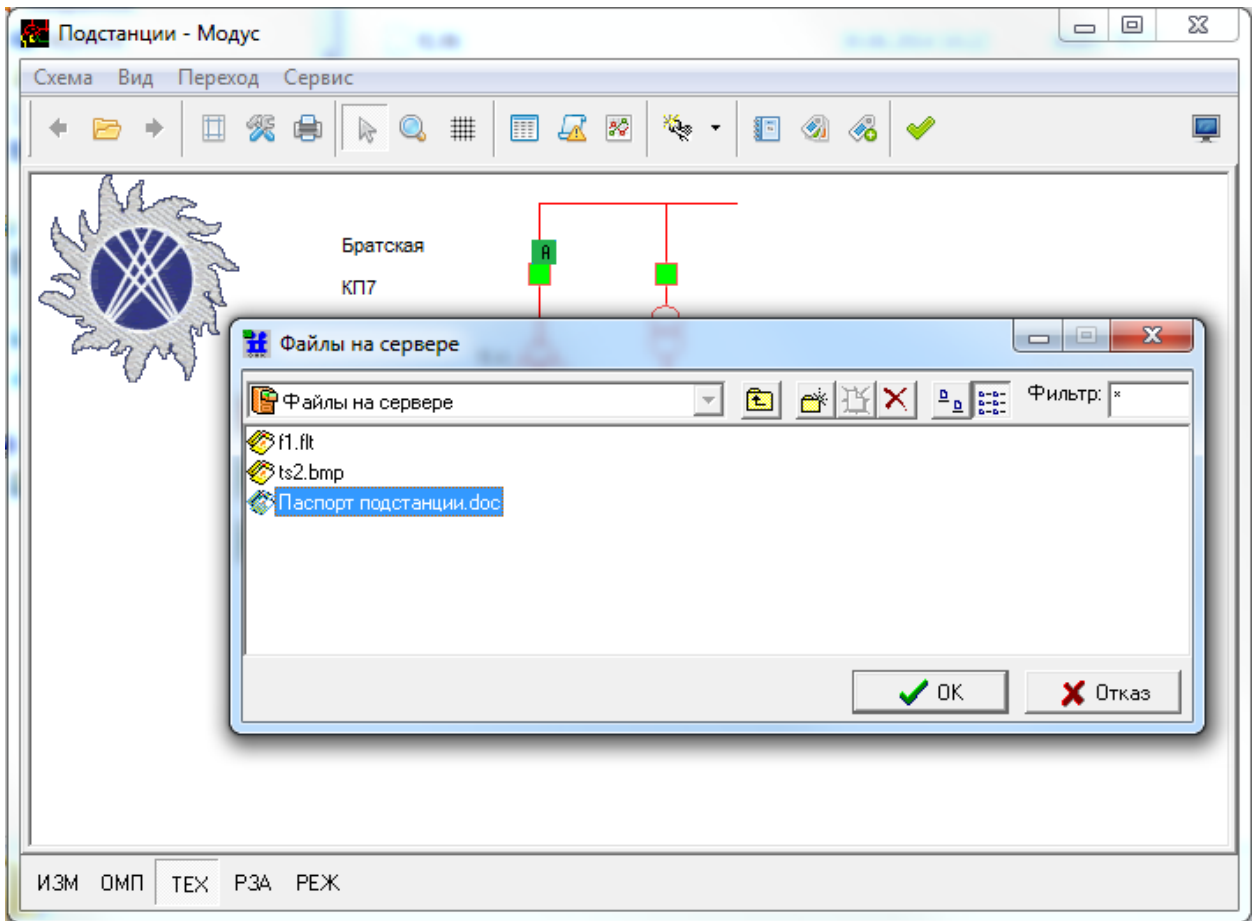 Подстанции - Модус
Схема Вид Переход Сервис
Братская
А
КП7
Файлы на сервере
Файлы на сервере
Фильтр: *
f1.flt
ts2.bmp
Паспорт подстанции.doc
OK Отказ
ИЗМ ОМП ТЕХ РЗА РЕЖ